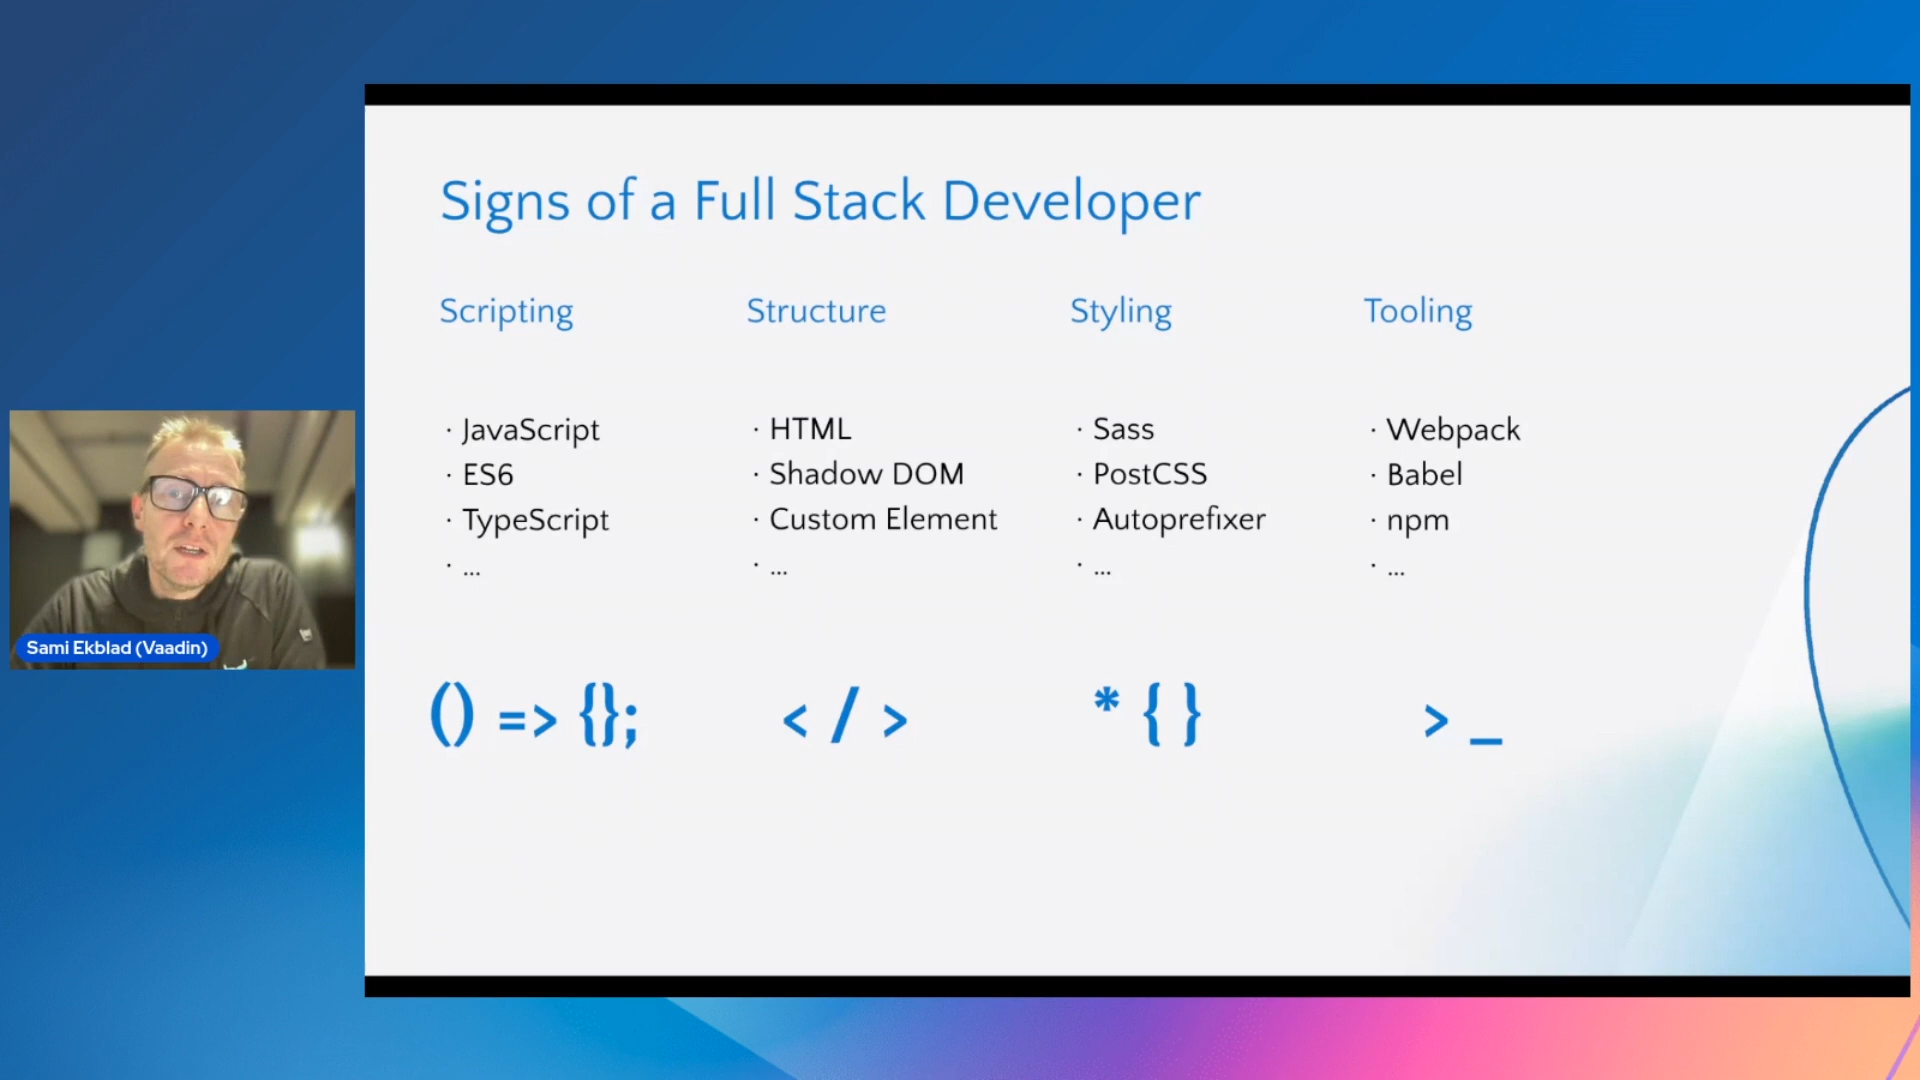 Signs of a Full Stack Developer
Scripting
· JavaScript
· ES6
· TypeScript
· ...
() => {};
Structure
· HTML
· Shadow DOM
· Custom Element
· ...
< / >
Styling
· Sass
· PostCSS
· Autoprefixer
· ...
* { }
Tooling
· Webpack
· Babel
· npm
· ...
> _
Sami Ekblad (Vaadin)